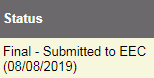 Status
Final - Submitted to EEC
(08/08/2019)